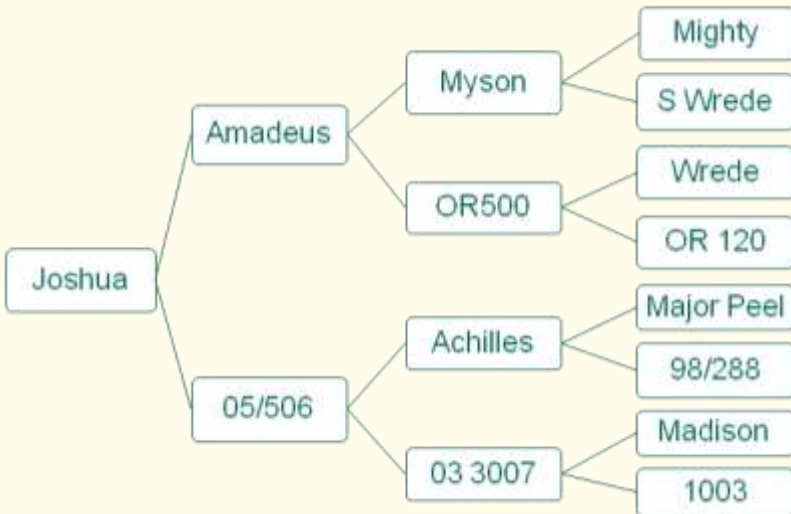 Mighty
Myson
S Wrede
Amadeus
Wrede
OR500
OR 120
Joshua
Major Peel
Achilles
98/288
05/506
Madison
03 3007
1003